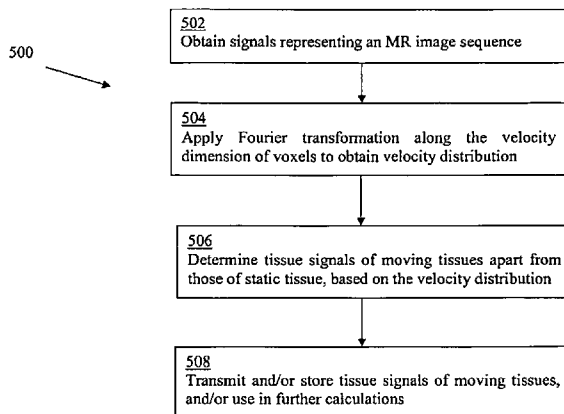 500
502
Obtain signals representing an MR image sequence
504
Apply Fourier transformation along the velocity
dimension of voxels to obtain velocity distribution
506
Determine tissue signals of moving tissues apart from
those of static tissue, based on the velocity distribution
508
Transmit and/or store tissue signals of moving tissues,
and/or use in further calculations